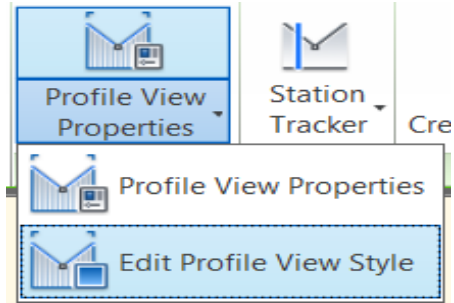 Profile View
Properties
Station
Tracker
Cre
Profile View Properties
Edit Profile View Style